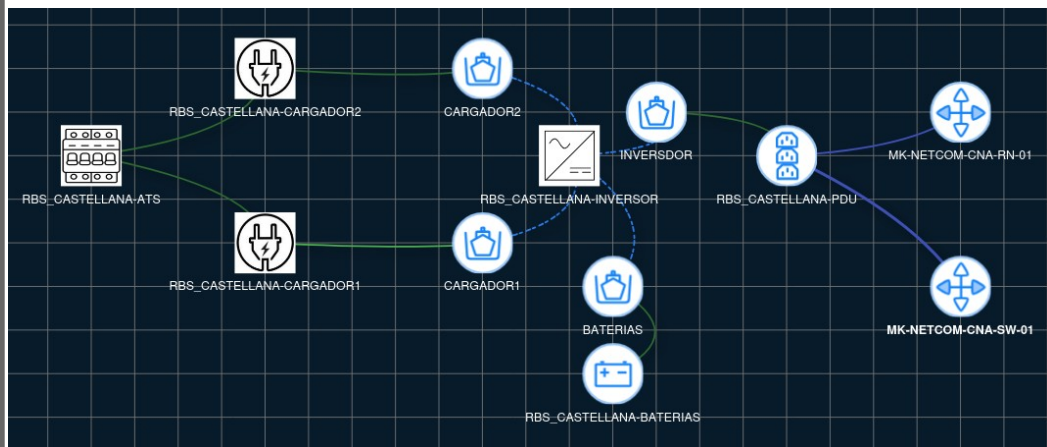 RBS_CASTELLANA-CARGADOR2
CARGADOR2
INVERSDOR
MK-NETCOM-CNA-RN-01
RBS_CASTELLANA-ATS
RBS_CASTELLANA-INVERSOR
RBS_CASTELLANA-PDU
RBS_CASTELLANA-CARGADOR1
CARGADOR1
BATERIAS
MK-NETCOM-CNA-SW-01
RBS_CASTELLANA-BATERIAS